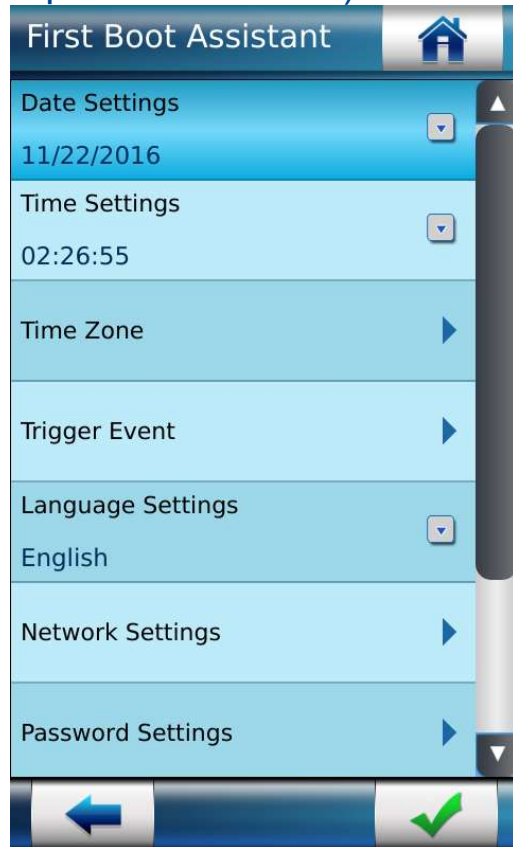 First Boot Assistant
Date Settings
11/22/2016
Time Settings
02:26:55
Time Zone
Trigger Event
Language Settings
English
Network Settings
Password Settings